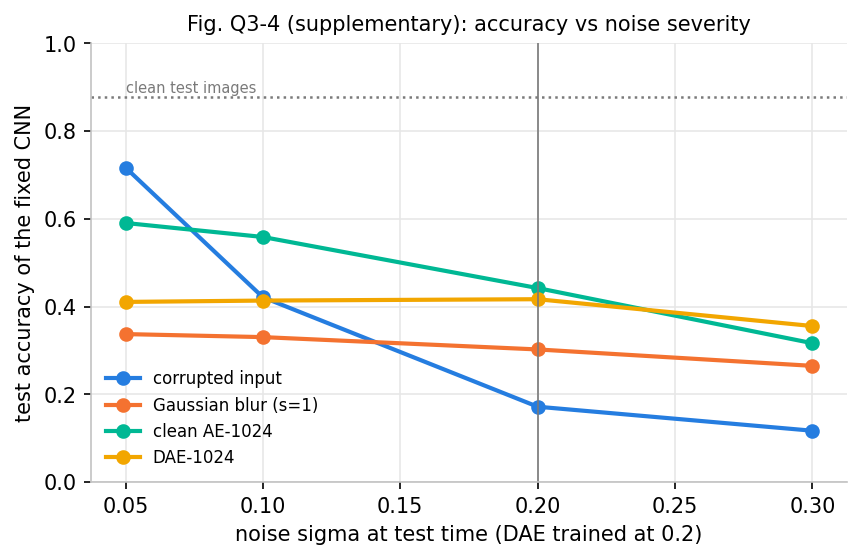 Fig. Q3-4 (supplementary): accuracy vs noise severity
test accuracy of the fixed CNN
1.0
0.8
0.6
0.4
0.2
0.0
clean test images
corrupted input
Gaussian blur (s=1)
clean AE-1024
DAE-1024
0.05
0.10
0.15
0.20
0.25
0.30
noise sigma at test time (DAE trained at 0.2)